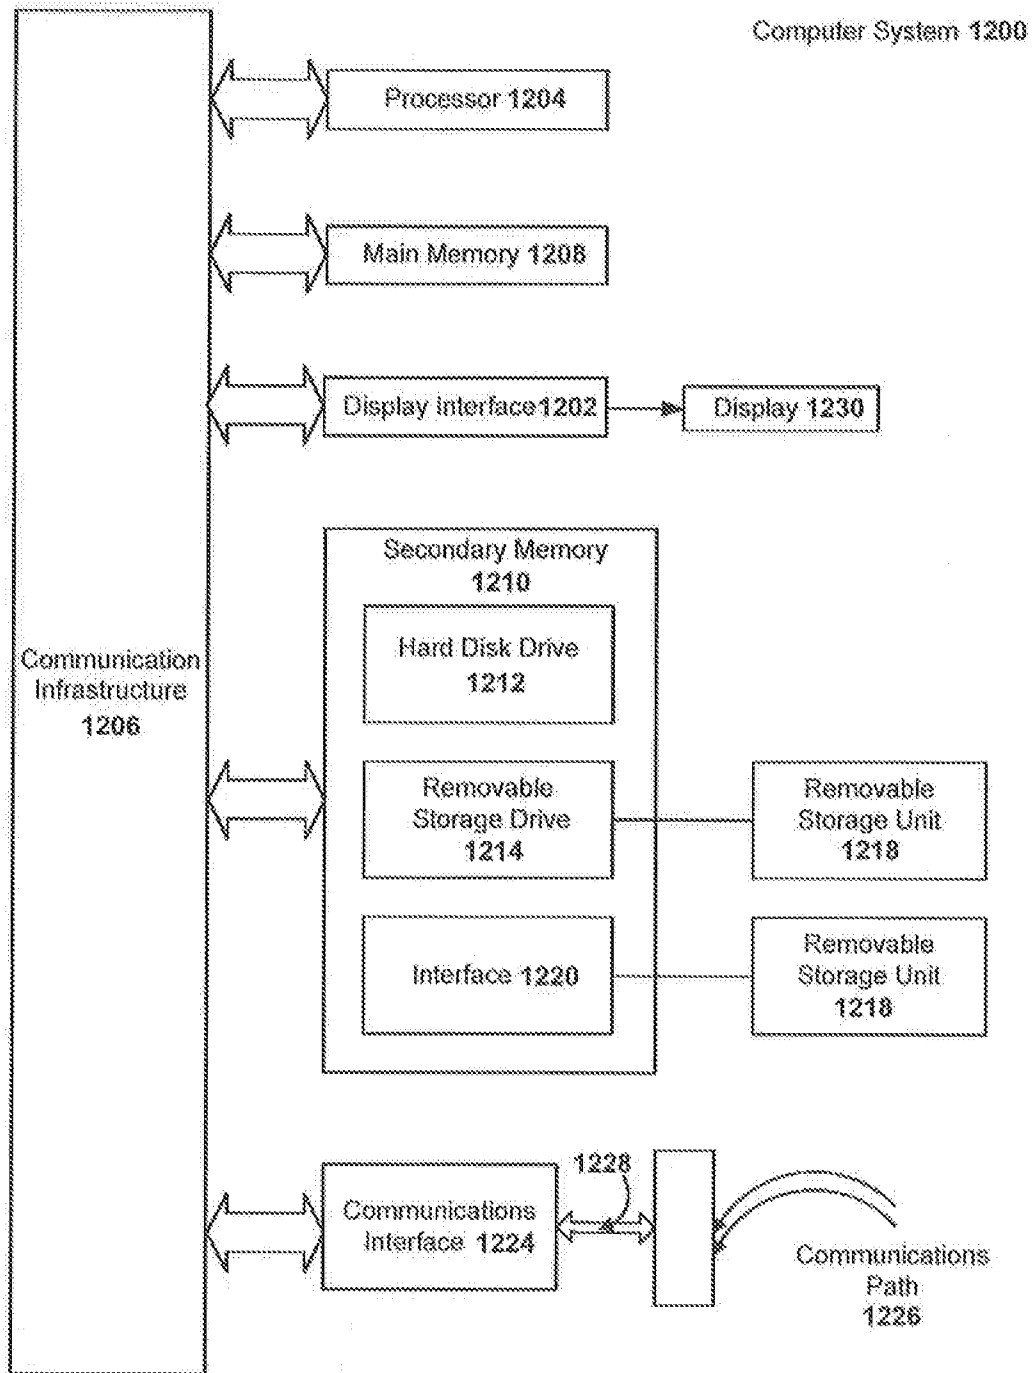 Computer System 1200
Processor 1204
Main Memory 1208
Display Interface 1202
Display 1230
Secondary Memory
1210
Hard Disk Drive
1212
Communication
Infrastructure
1206
Removable
Storage Drive
1214
Removable
Storage Unit
1218
Interface 1220
Removable
Storage Unit
1218
1228
Communications
Interface 1224
Communications
Path
1226